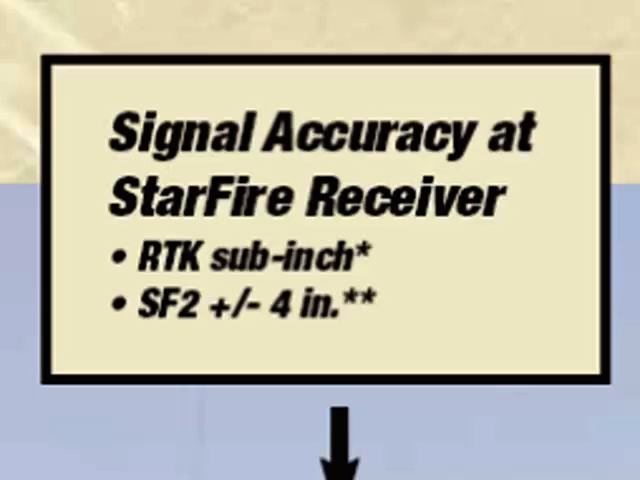 Signal Accuracy at
StarFire Receiver
• RTK sub-inch*
• SF2 +/- 4 in.**